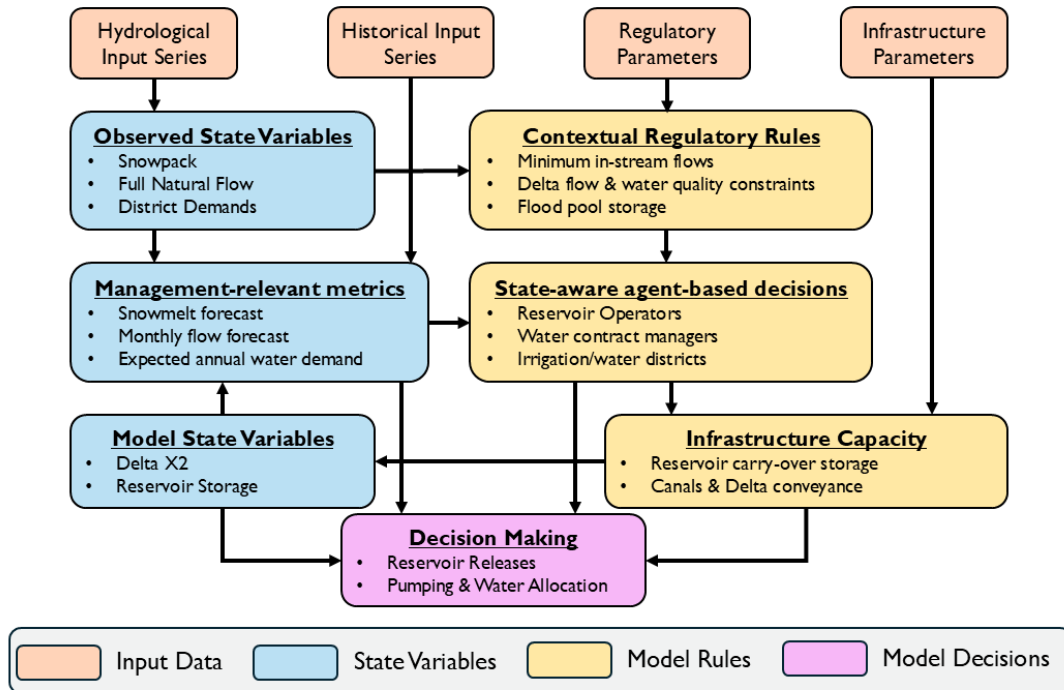 Hydrological
Input Series
Historical Input
Series
Regulatory
Parameters
Infrastructure
Parameters
Observed State Variables
• Snowpack
• Full Natural Flow
• District Demands
Contextual Regulatory Rules
• Minimum in-stream flows
• Delta flow & water quality constraints
• Flood pool storage
Management-relevant metrics
• Snowmelt forecast
• Monthly flow forecast
• Expected annual water demand
State-aware agent-based decisions
• Reservoir Operators
• Water contract managers
• Irrigation/water districts
Model State Variables
• Delta X2
• Reservoir Storage
Infrastructure Capacity
• Reservoir carry-over storage
• Canals & Delta conveyance
Decision Making
• Reservoir Releases
• Pumping & Water Allocation
Input Data
State Variables
Model Rules
Model Decisions